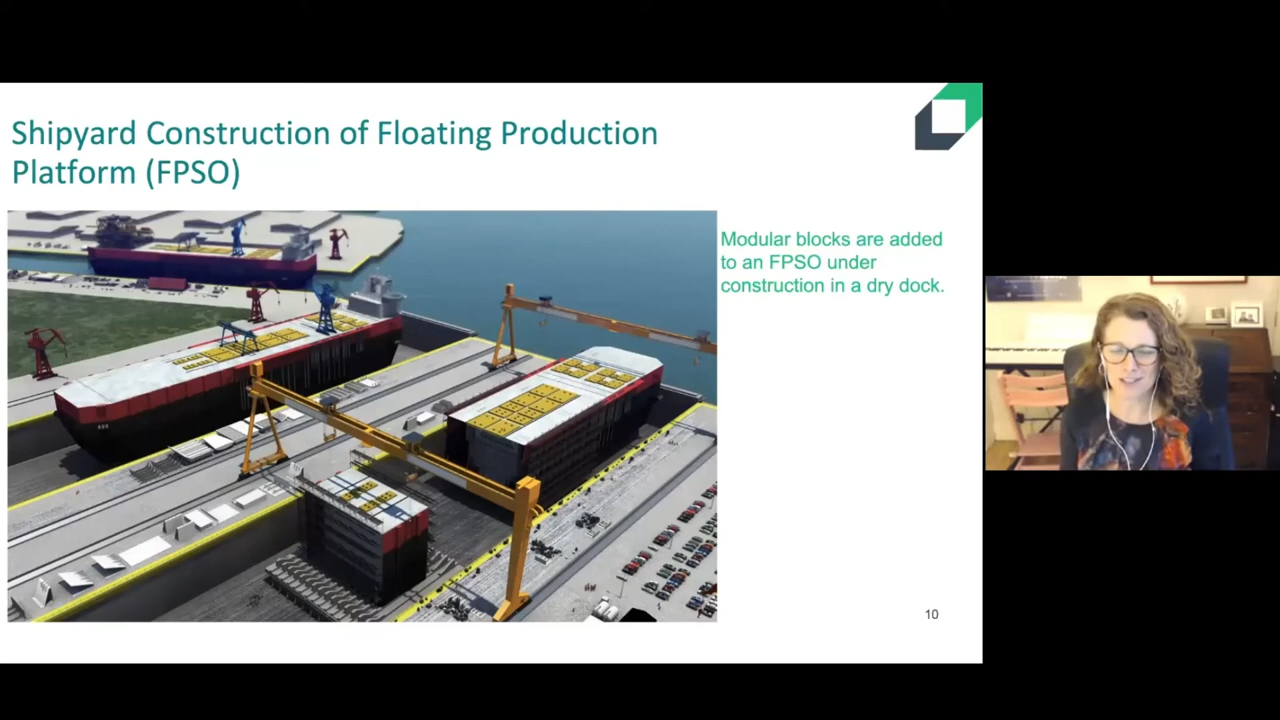 Shipyard Construction of Floating Production
Platform (FPSO)
Modular blocks are added
to an FPSO under
construction in a dry dock.
10